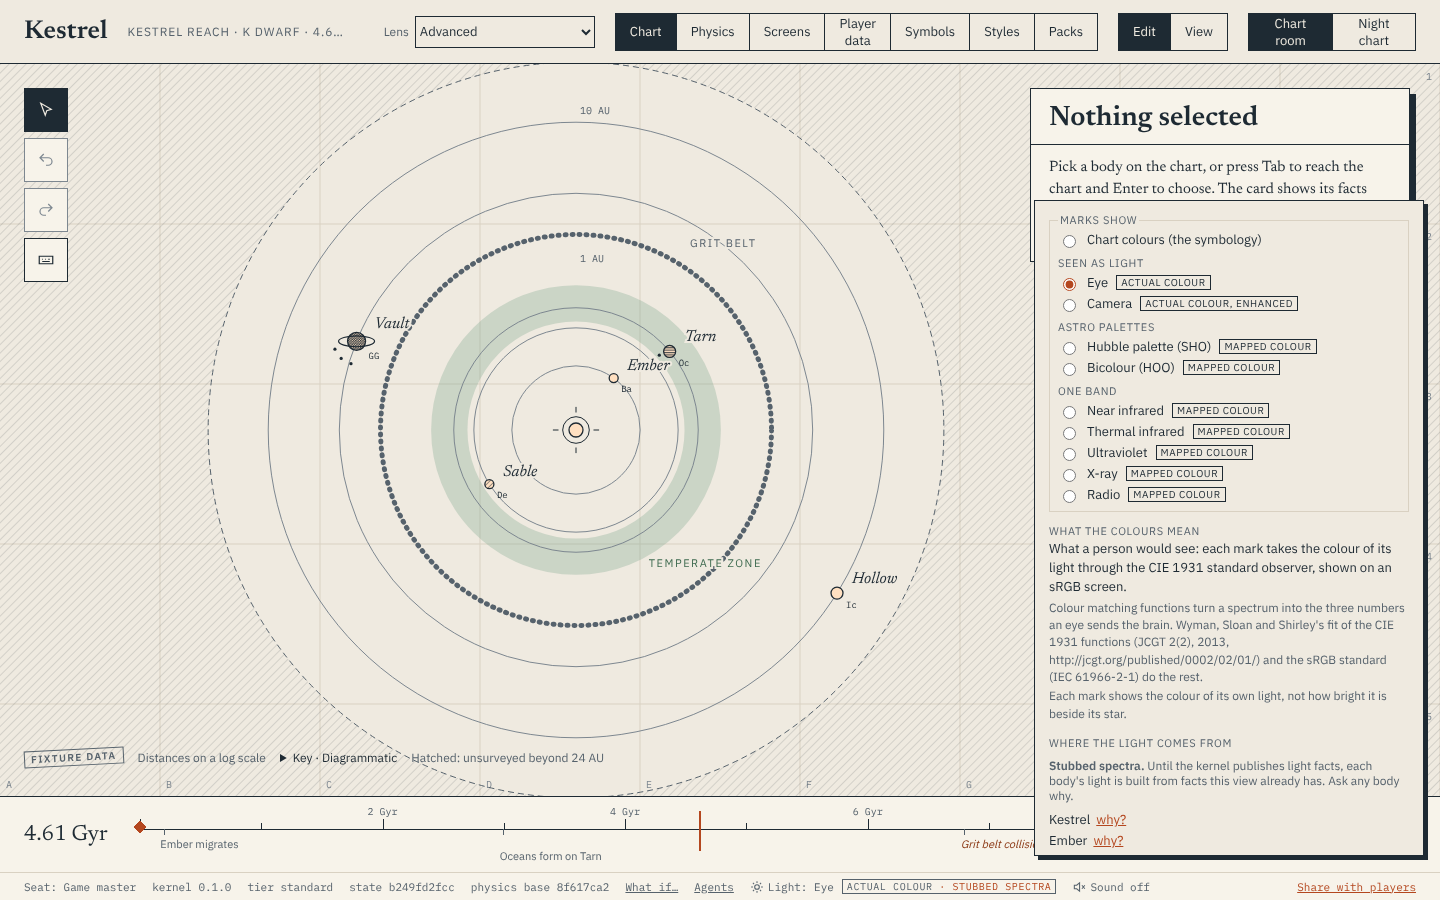 Kestrel
KESTREL REACH · K DWARF · 4.6…
Lens
Advanced
Chart
Physics
Screens
Player data
Symbols
Styles
Packs
Edit
View
Chart room
Night chart
1
10 AU
Nothing selected
Pick a body on the chart, or press Tab to reach the
chart and Enter to choose. The card shows its facts
MARKS SHOW
Chart colours (the symbology)
SEEN AS LIGHT
Eye ACTUAL COLOUR
Camera ACTUAL COLOUR, ENHANCED
ASTRO PALETTES
Hubble palette (SHO) MAPPED COLOUR
Bicolour (HOO) MAPPED COLOUR
ONE BAND
Near infrared MAPPED COLOUR
Thermal infrared MAPPED COLOUR
Ultraviolet MAPPED COLOUR
X-ray MAPPED COLOUR
Radio MAPPED COLOUR
WHAT THE COLOURS MEAN
What a person would see: each mark takes the colour of its
light through the CIE 1931 standard observer, shown on an
sRGB screen.
Colour matching functions turn a spectrum into the three numbers
an eye sends the brain. Wyman, Sloan and Shirley's fit of the CIE
1931 functions (JCGT 2(2), 2013,
http://jcgt.org/published/0002/02/01/) and the sRGB standard
(IEC 61966-2-1) do the rest.
Each mark shows the colour of its own light, not how bright it is
beside its star.
WHERE THE LIGHT COMES FROM
Stubbed spectra. Until the kernel publishes light facts, each
body's light is built from facts this view already has. Ask any body
why.
Kestrel why?
Ember why?
GRIT BELT
1 AU
Vault
GG
Tarn
Oc
Ember
Ba
Sable
De
TEMPERATE ZONE
Hollow
Ic
2
3
4
5
FIXTURE DATA
Distances on a log scale
Key · Diagrammatic
Hatched: unsurveyed beyond 24 AU
A
B
C
D
E
F
G
4.61 Gyr
2 Gyr
4 Gyr
6 Gyr
Ember migrates
Oceans form on Tarn
Grit belt collisi
Seat: Game master
kernel 0.1.0
tier standard
state b249fd2fcc
physics base 8f617ca2
What if…
Agents
Light: Eye
ACTUAL COLOUR · STUBBED SPECTRA
Sound off
Share with players